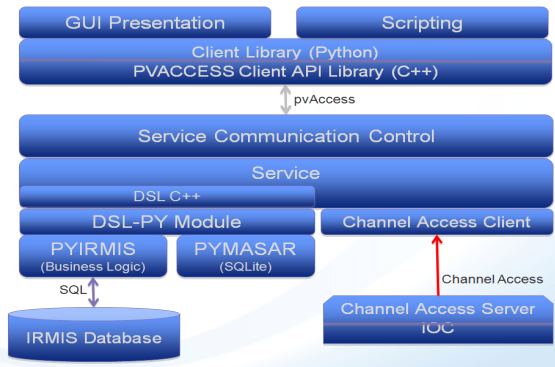 GUI Presentation
Scripting
Client Library (Python)
PVACCESS Client API Library (C++)
pvAccess
Service Communication Control
Service
DSL C++
DSL-PY Module
Channel Access Client
PYIRMIS
(Business Logic)
PYMASAR
(SQLite)
SQL
Channel Access
IRMIS Database
Channel Access Server
IOC